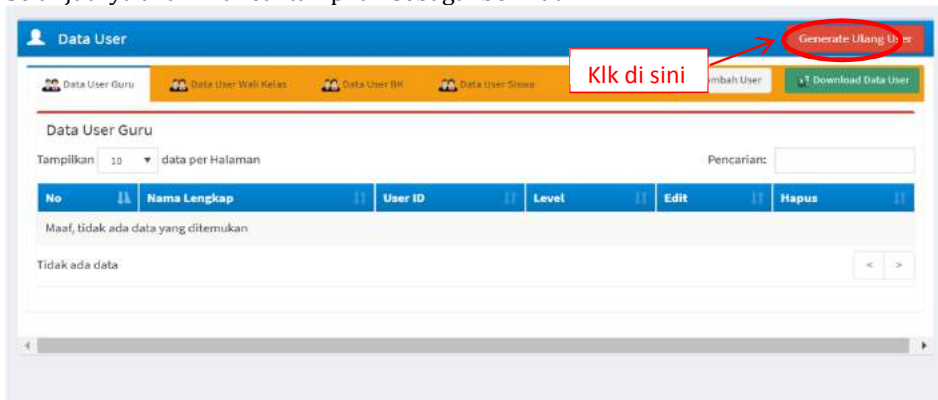 Data User
Generate Ulang User
Klk di sini
Data User Guru
Data User Wali Kelas
Data User BK
Data User Siswa
mbah User
Download Data User
Data User Guru
Tampilkan 10 data per Halaman
Pencarian:
No Nama Lengkap User ID Level Edit Hapus
Maaf, tidak ada data yang ditemukan
Tidak ada data
< >